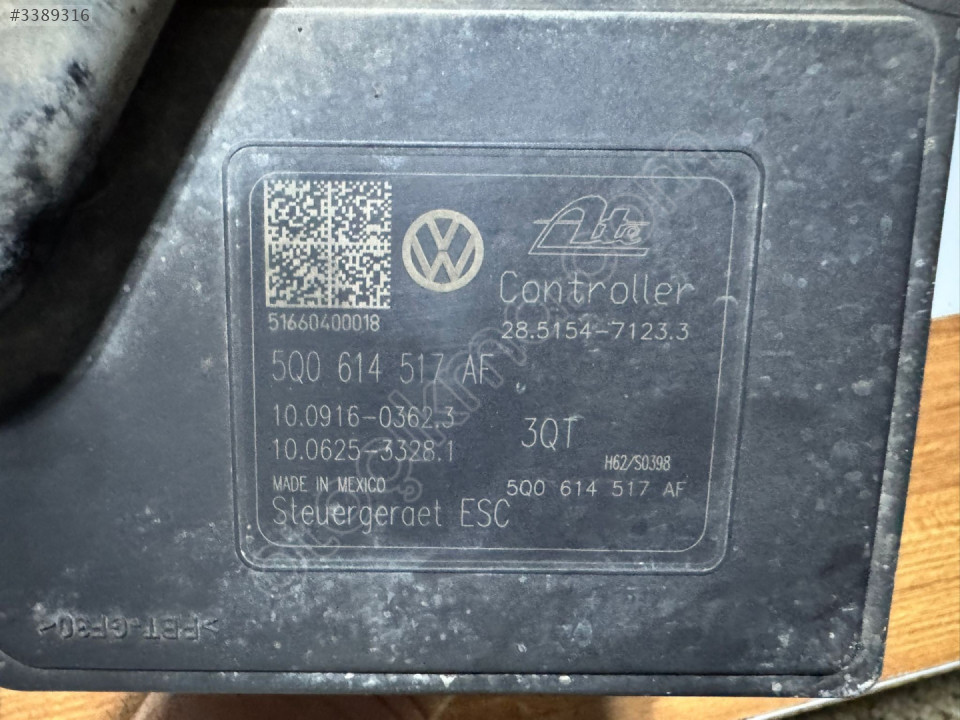 #3389316
Ate
Controller
51660400018
28.5154-7123.3
5Q0 614 517 AF
10.0916-0362.3
3QT
10.0625-3328.1
H62/S0398
MADE IN MEXICO
5Q0 614 517 AF
Steuergeraet ESC
>PBT-GF30<